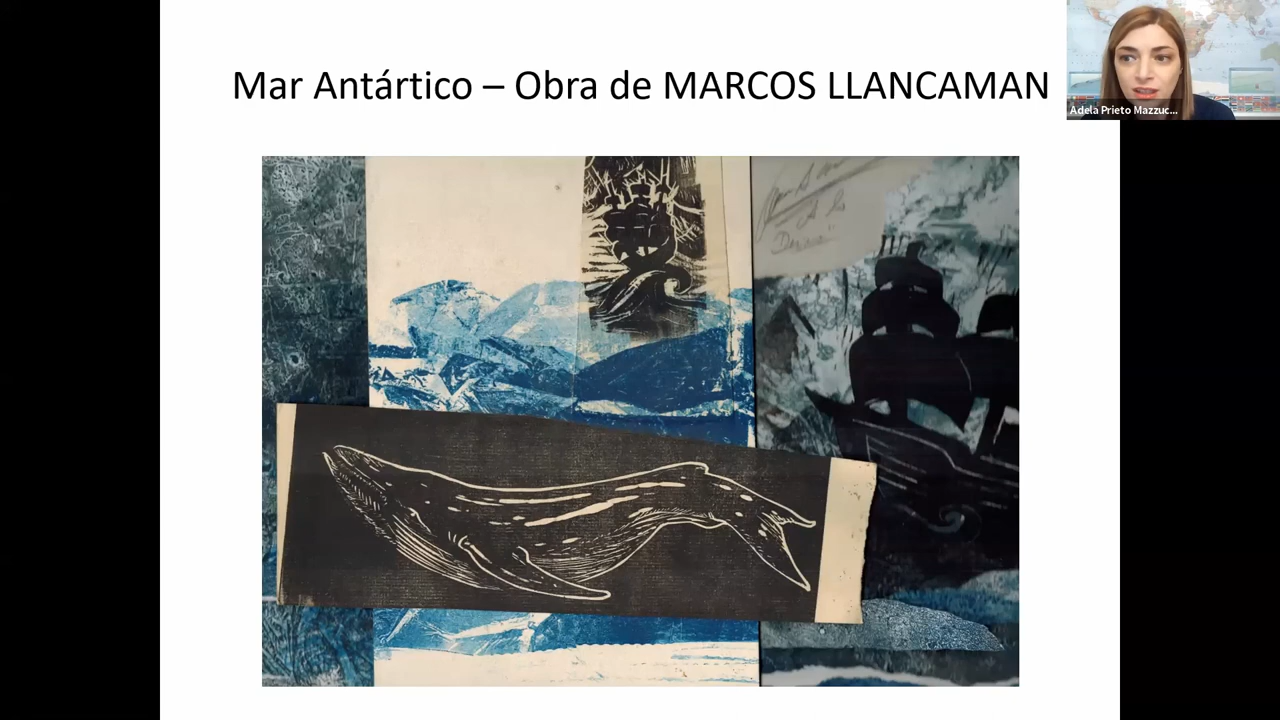 Mar Antártico – Obra de MARCOS LLANCAMAN
Adela Prieto Mazzuc...